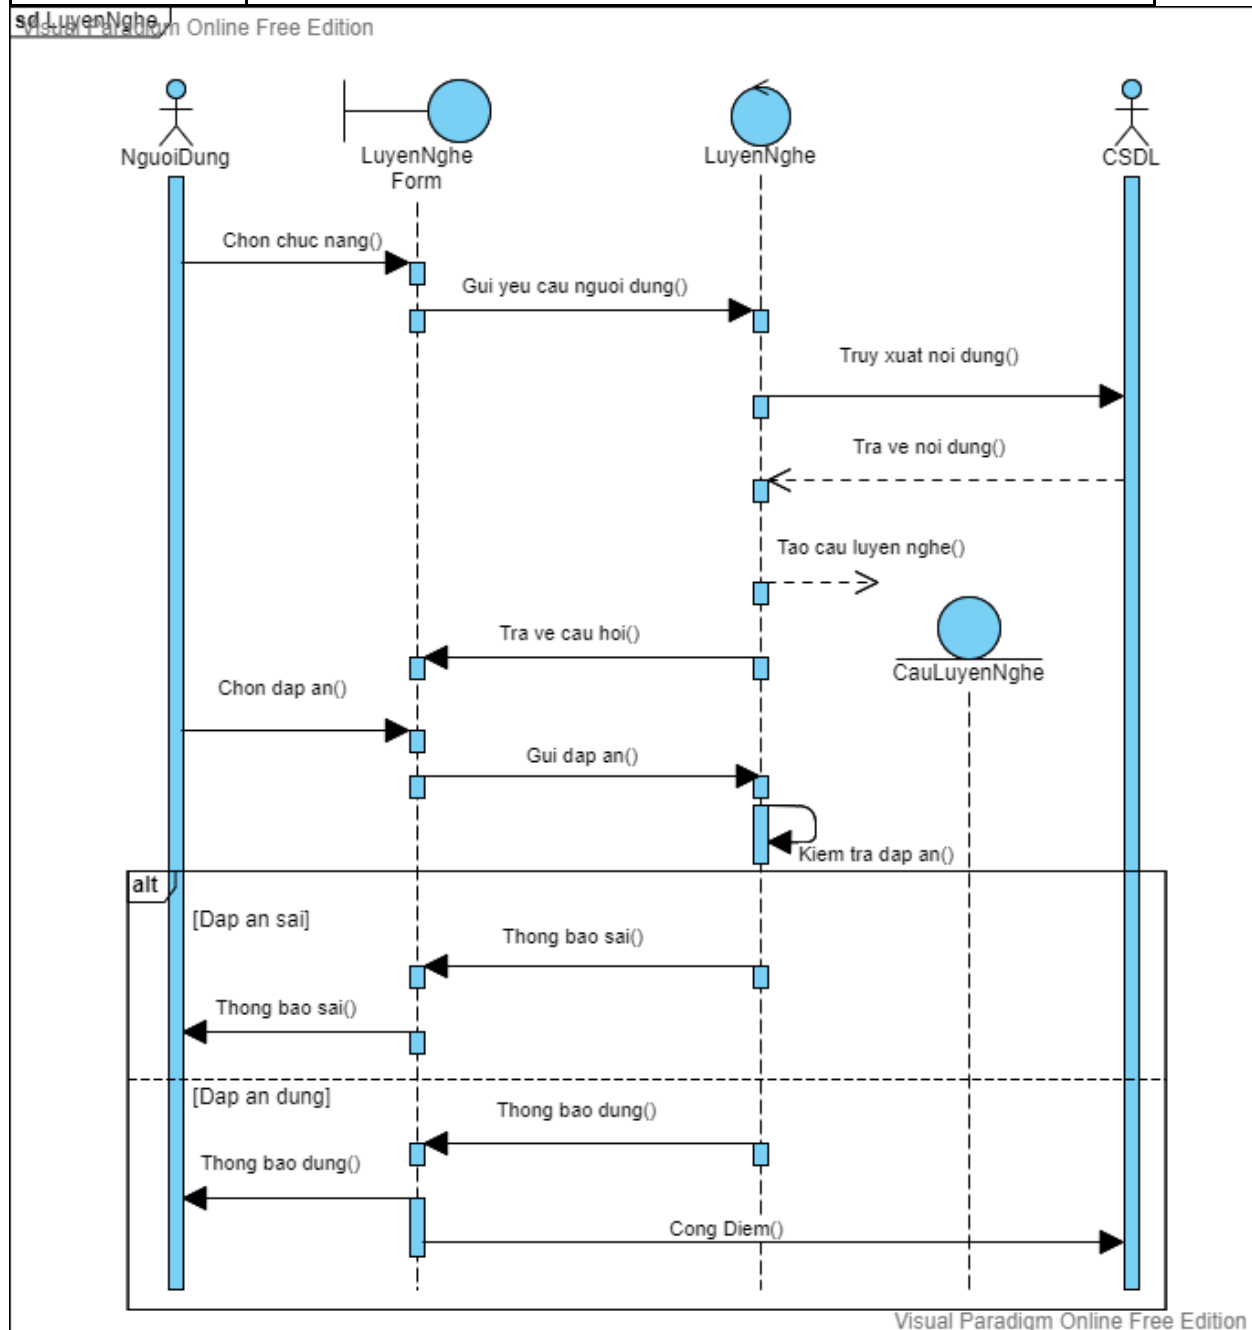 sd LuyenNghe
Visual Paradigm Online Free Edition
NguoiDung
LuyenNghe
Form
LuyenNghe
CSDL
Chon chuc nang()
Gui yeu cau nguoi dung()
Truy xuat noi dung()
Tra ve noi dung()
Tao cau luyen nghe()
Tra ve cau hoi()
CauLuyenNghe
Chon dap an()
Gui dap an()
Kiem tra dap an()
alt
[Dap an sai]
Thong bao sai()
Thong bao sai()
[Dap an dung]
Thong bao dung()
Thong bao dung()
Cong Diem()
Visual Paradigm Online Free Edition